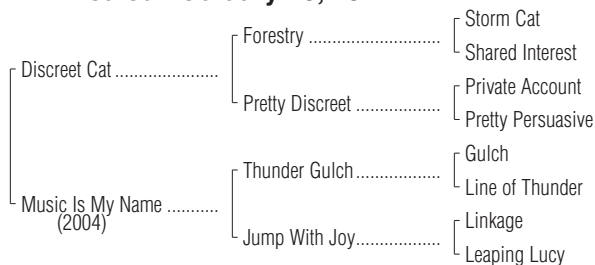 Storm Cat
Forestry
Shared Interest
Discreet Cat
Private Account
Pretty Discreet
Pretty Persuasive
Gulch
Thunder Gulch
Line of Thunder
Music Is My Name
(2004)
Linkage
Jump With Joy
Leaping Lucy